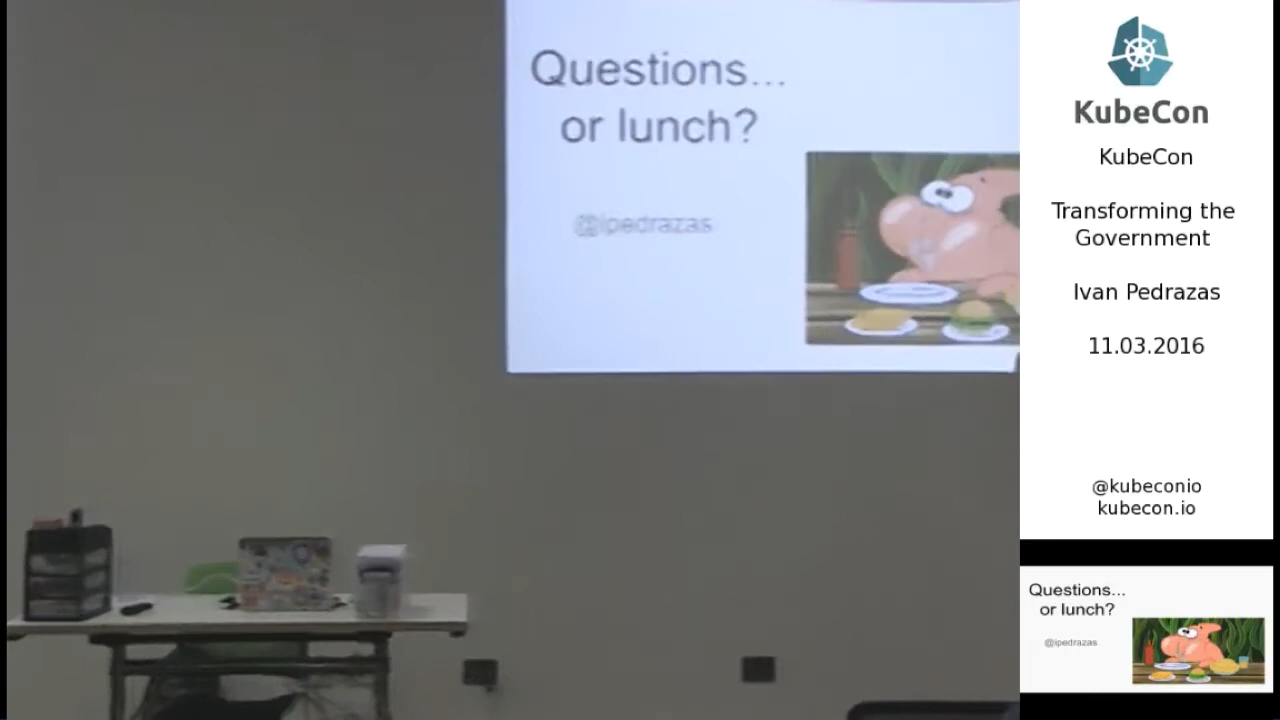 Questions...
or lunch?
@ipedrazas
KubeCon
KubeCon
Transforming the
Government
Ivan Pedrazas
11.03.2016
@kubeconio
kubecon.io
Questions...
or lunch?
@ipedrazas